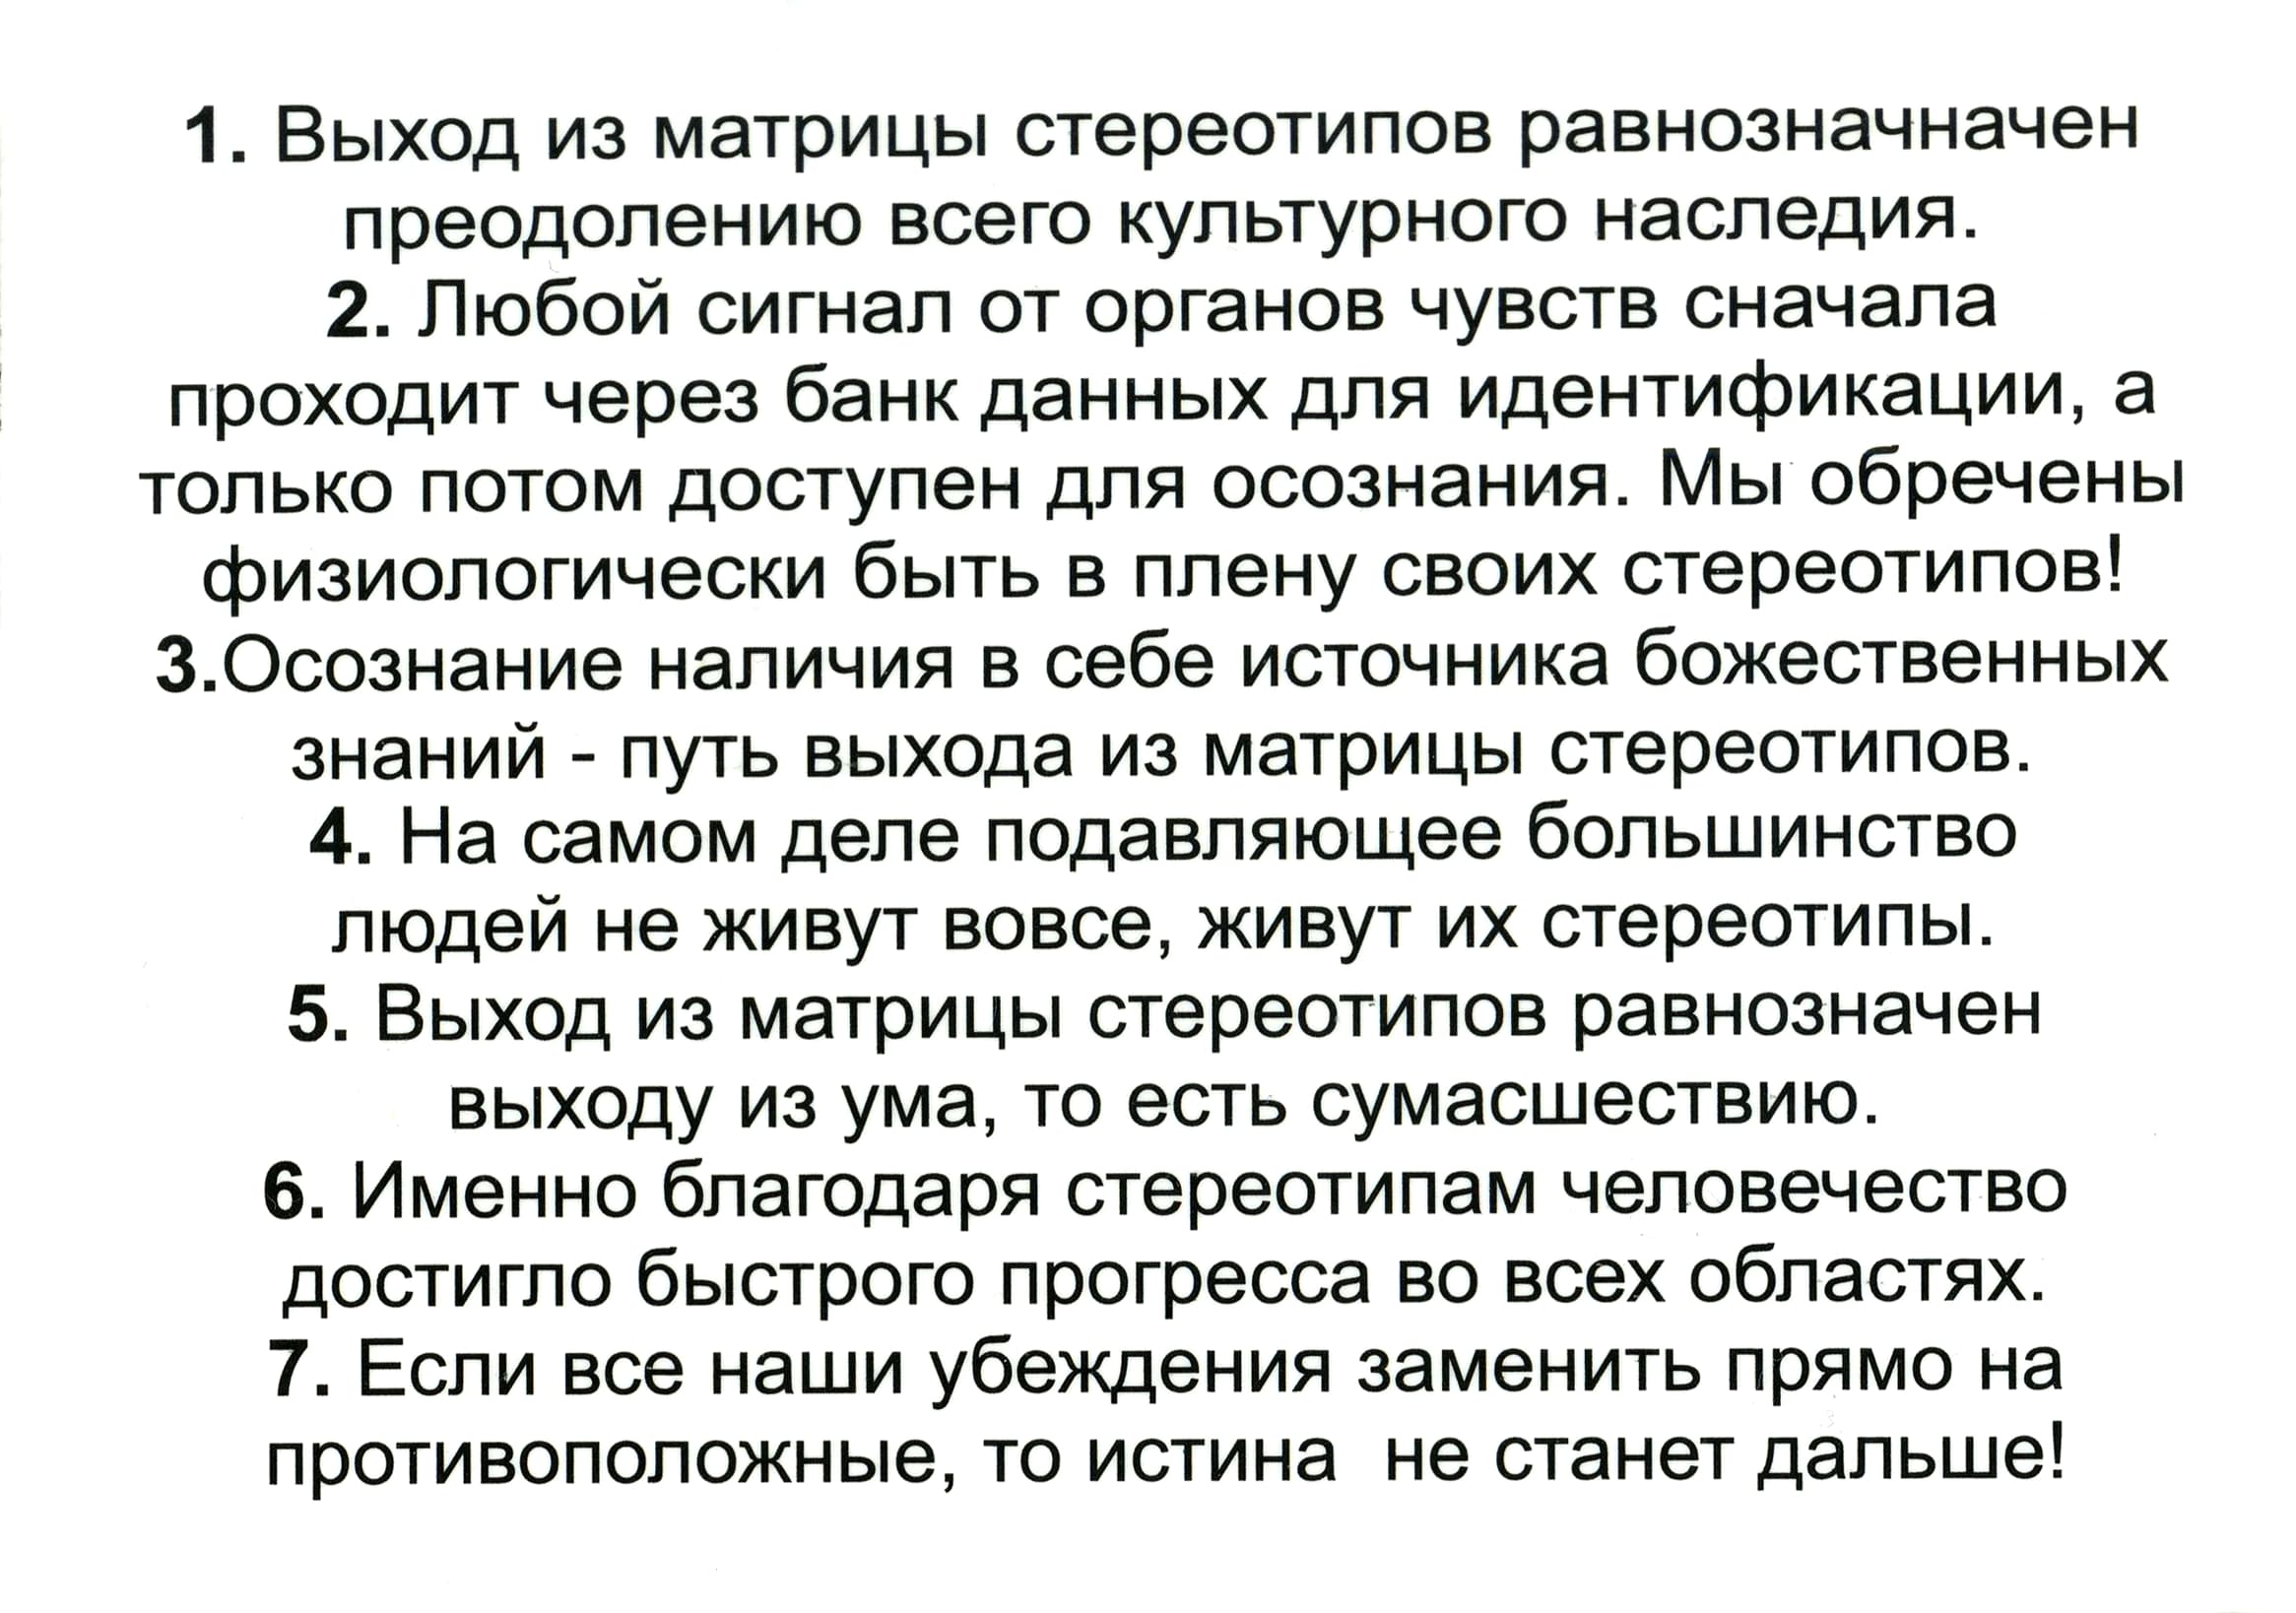 1. Выход из матрицы стереотипов равнозначначен
преодолению всего культурного наследия.
2. Любой сигнал от органов чувств сначала
проходит через банк данных для идентификации, а
только потом доступен для осознания. Мы обречены
физиологически быть в плену своих стереотипов!
3.Осознание наличия в себе источника божественных
знаний - путь выхода из матрицы стереотипов.
4. На самом деле подавляющее большинство
людей не живут вовсе, живут их стереотипы.
5. Выход из матрицы стереотипов равнозначен
выходу из ума, то есть сумасшествию.
6. Именно благодаря стереотипам человечество
достигло быстрого прогресса во всех областях.
7. Если все наши убеждения заменить прямо на
противоположные, то истина  не станет дальше!